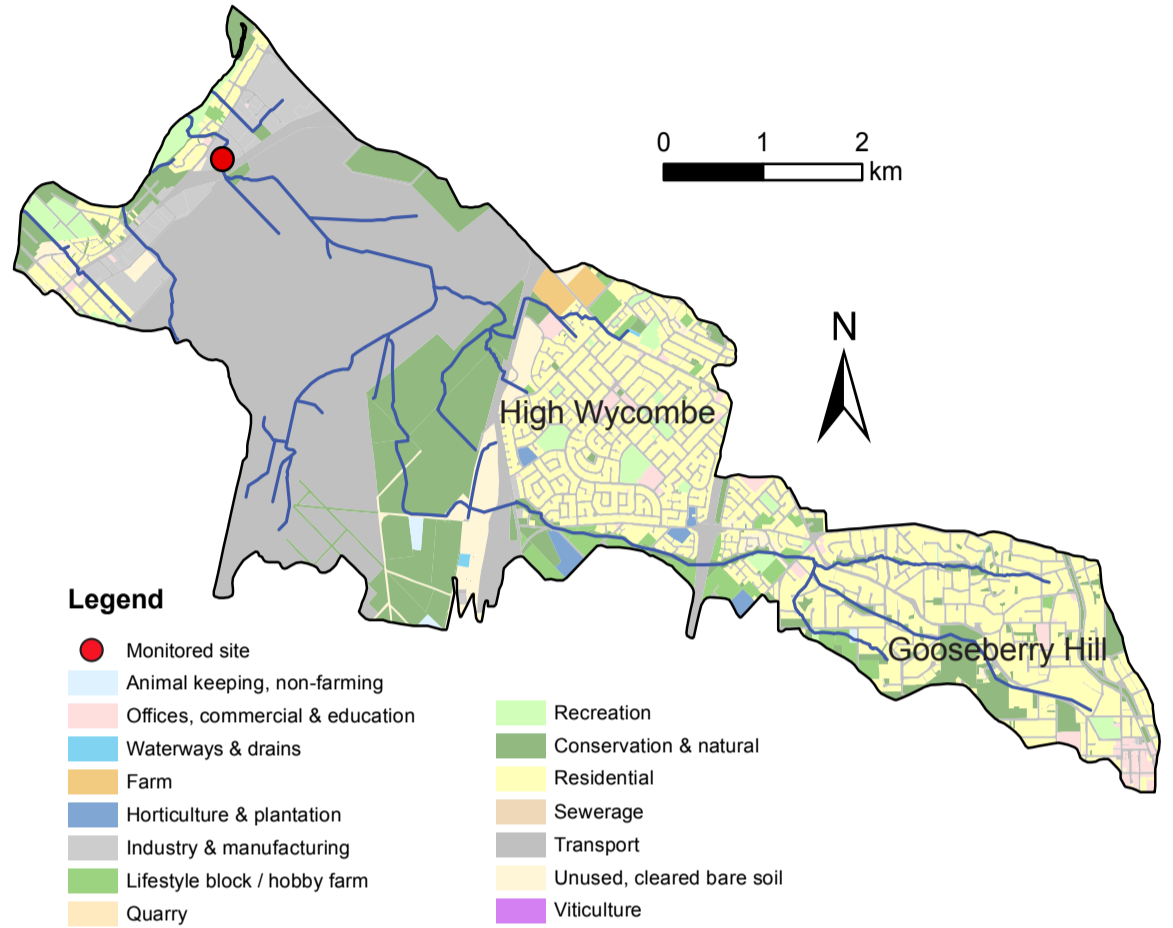 0 1 2
km
N
High Wycombe
Gooseberry Hill
Legend
Monitored site
Animal keeping, non-farming
Offices, commercial & education
Waterways & drains
Farm
Horticulture & plantation
Industry & manufacturing
Lifestyle block / hobby farm
Quarry
Recreation
Conservation & natural
Residential
Sewerage
Transport
Unused, cleared bare soil
Viticulture